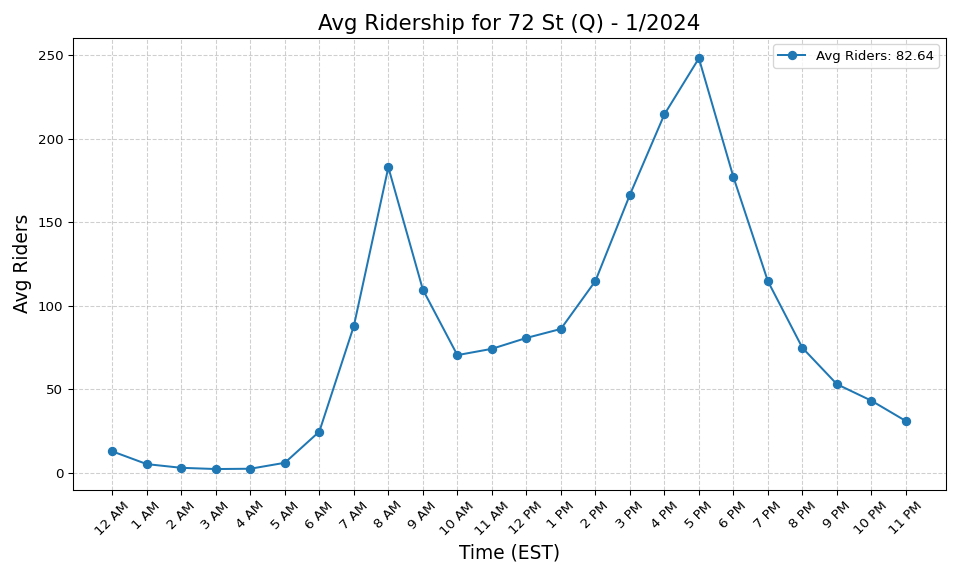 Avg Ridership for 72 St (Q) - 1/2024
Avg Riders: 82.64
Avg Riders
250
200
150
100
50
0
12 AM
1 AM
2 AM
3 AM
4 AM
5 AM
6 AM
7 AM
8 AM
9 AM
10 AM
11 AM
12 PM
1 PM
2 PM
3 PM
4 PM
5 PM
6 PM
7 PM
8 PM
9 PM
10 PM
11 PM
Time (EST)